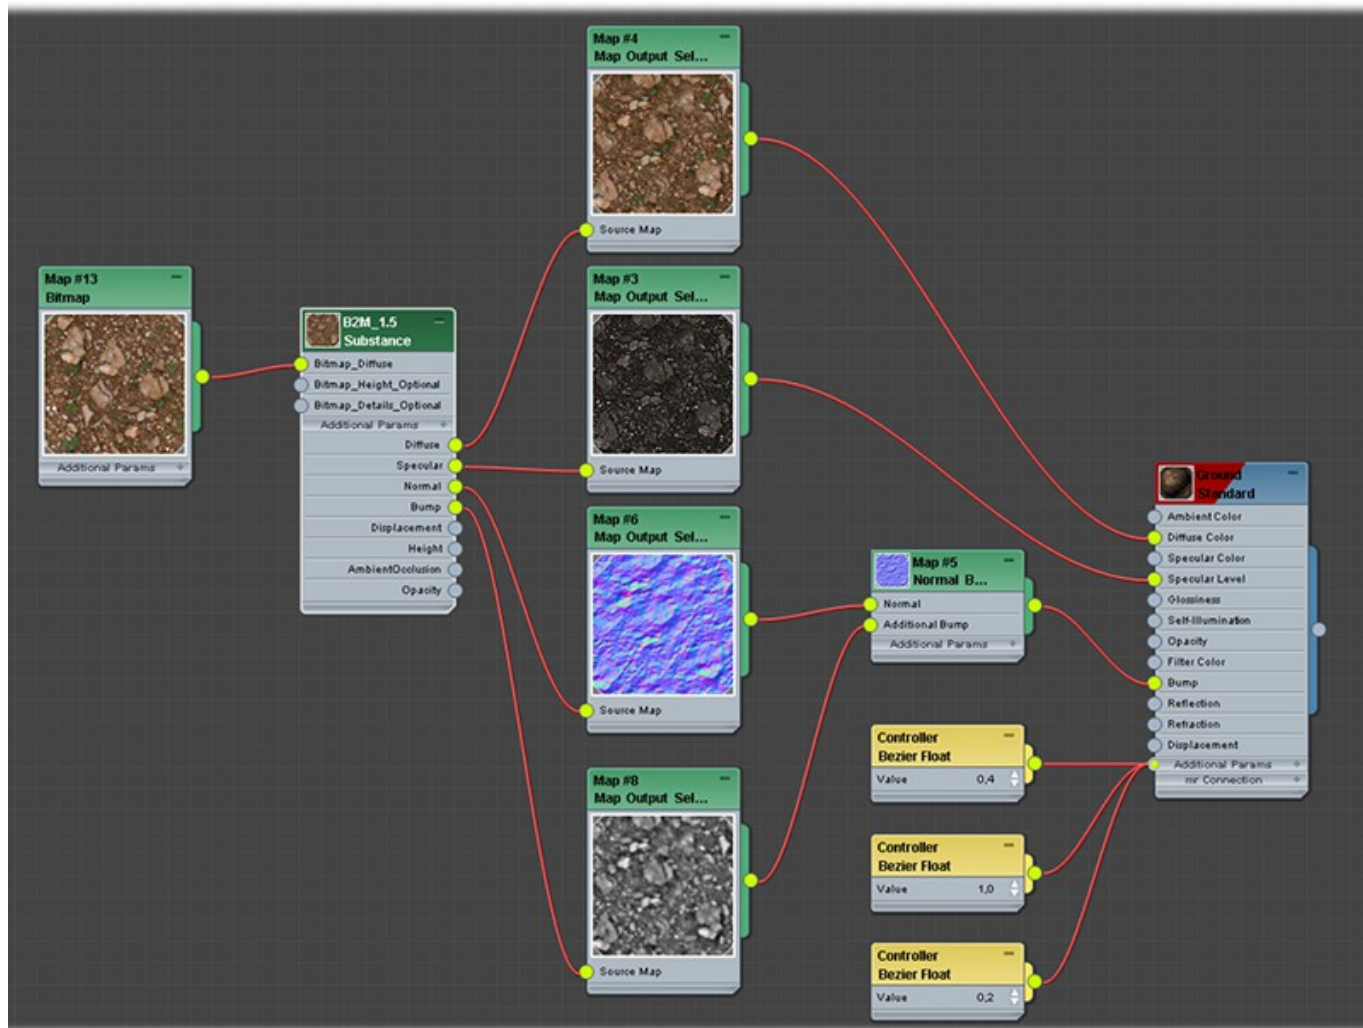 Map #4
Map Output Sel...
Source Map
Map #13
Bitmap
Additional Params
B2M_1.5
Substance
Bitmap_Diffuse
Bitmap_Height_Optional
Bitmap_Details_Optional
Additional Params
Diffuse
Specular
Normal
Bump
Displacement
Height
AmbientOcclusion
Opacity
Map #3
Map Output Sel...
Source Map
Map #6
Map Output Sel...
Source Map
Map #8
Map Output Sel...
Source Map
Map #5
Normal B...
Normal
Additional Bump
Additional Params
Controller
Bezier Float
Value 0,4
Controller
Bezier Float
Value 1,0
Controller
Bezier Float
Value 0,2
Ground
Standard
Ambient Color
Diffuse Color
Specular Color
Specular Level
Glossiness
Self-Illumination
Opacity
Filter Color
Bump
Reflection
Refraction
Displacement
Additional Params
mr Connection